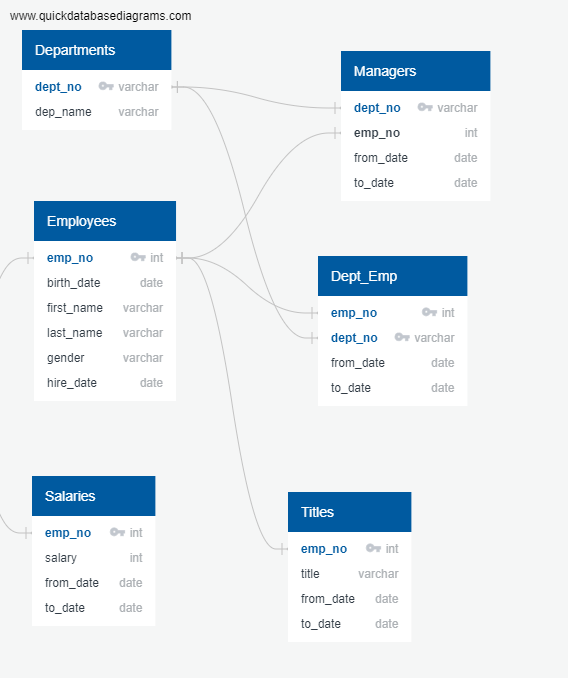 www.quickdatabasediagrams.com
Departments
dept_no varchar
dep_name varchar
Managers
dept_no varchar
emp_no int
from_date date
to_date date
Employees
emp_no int
birth_date date
first_name varchar
last_name varchar
gender varchar
hire_date date
Dept_Emp
emp_no int
dept_no varchar
from_date date
to_date date
Salaries
emp_no int
salary int
from_date date
to_date date
Titles
emp_no int
title varchar
from_date date
to_date date